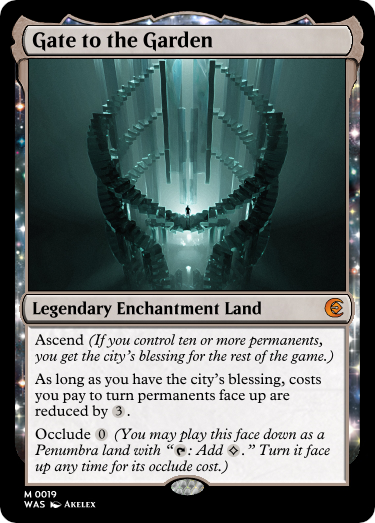 Gate to the Garden
Legendary Enchantment Land
Ascend (If you control ten or more permanents,
you get the city's blessing for the rest of the game.)
As long as you have the city's blessing, costs
you pay to turn permanents face up are
reduced by 3.
Occlude 0 (You may play this face down as a
Penumbra land with “: Add .” Turn it face
up any time for its occlude cost.)
M 0019
WAS Akelex